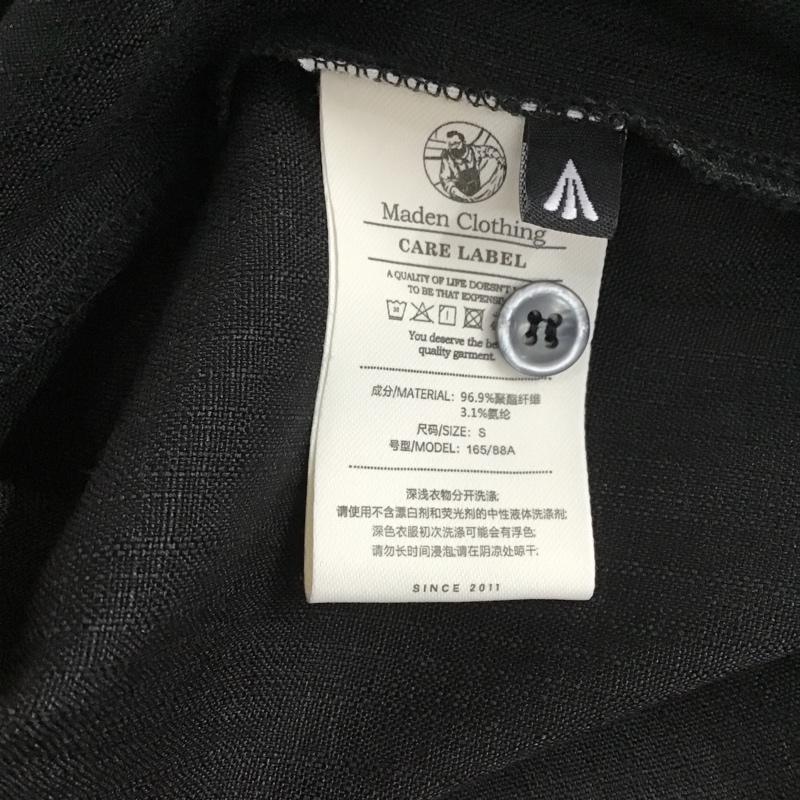 Maden Clothing
CARE LABEL
A QUALITY OF LIFE DOESN'T
TO BE THAT EXPENSI
You deserve the be
quality garment.
成分/MATERIAL: 96.9%聚酯纤维
3.1%氨纶
尺码/SIZE: S
号型/MODEL: 165/88A
深浅衣物分开洗涤;
请使用不含漂白剂和荧光剂的中性液体洗涤剂;
深色衣服初次洗涤可能会有浮色;
请勿长时间浸泡;请在阴凉处晾干;
SINCE 2011